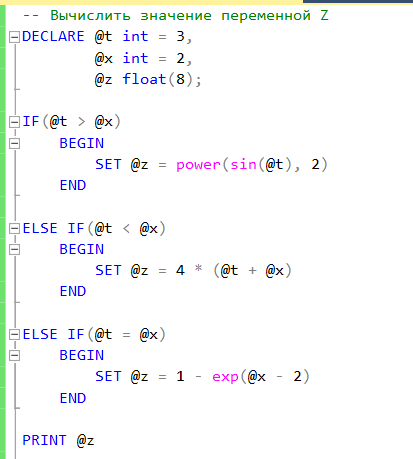 -- Вычислить значение переменной Z
DECLARE @t int = 3,
@x int = 2,
@z float(8);
IF(@t > @x)
BEGIN
SET @z = power(sin(@t), 2)
END
ELSE IF(@t < @x)
BEGIN
SET @z = 4 * (@t + @x)
END
ELSE IF(@t = @x)
BEGIN
SET @z = 1 - exp(@x - 2)
END
PRINT @z